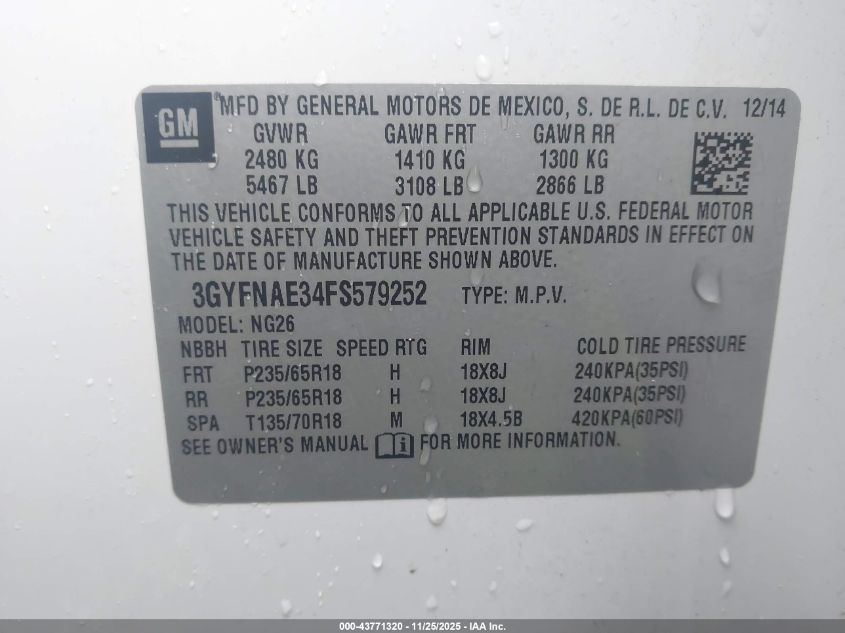 GM ® MFD BY GENERAL MOTORS DE MEXICO, S. DE R.L. DE C.V. 12/14
GVWR GAWR FRT GAWR RR
2480 KG 1410 KG 1300 KG
5467 LB 3108 LB 2866 LB
THIS VEHICLE CONFORMS TO ALL APPLICABLE U.S. FEDERAL MOTOR
VEHICLE SAFETY AND THEFT PREVENTION STANDARDS IN EFFECT ON
THE DATE OF MANUFACTURE SHOWN ABOVE.
3GYFNAE34FS579252 TYPE: M.P.V.
MODEL: NG26
NBBH TIRE SIZE SPEED RTG RIM COLD TIRE PRESSURE
FRT P235/65R18 H 18X8J 240KPA(35PSI)
RR P235/65R18 H 18X8J 240KPA(35PSI)
SPA T135/70R18 M 18X4.5B 420KPA(60PSI)
SEE OWNER'S MANUAL i FOR MORE INFORMATION.
000-43771320 - 11/25/2025 - IAA Inc.